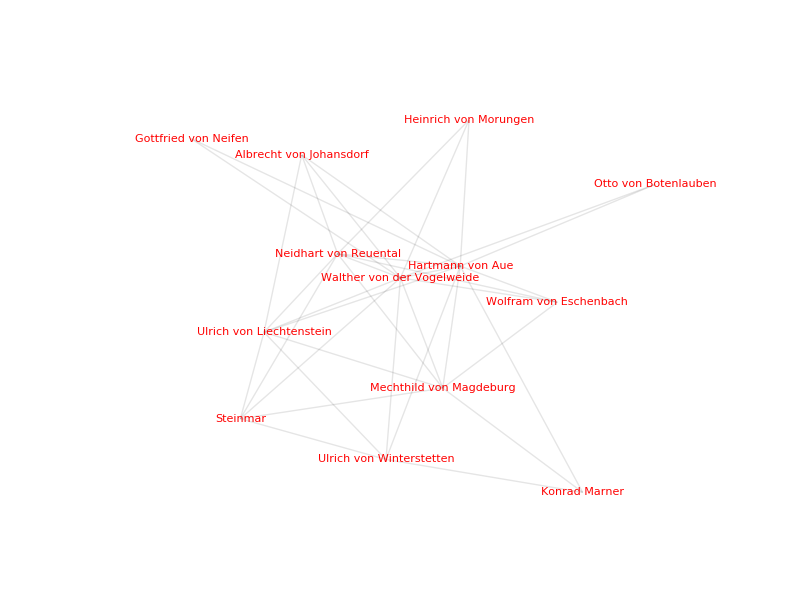 Heinrich von Morungen
Gottfried von Neifen
Albrecht von Johansdorf
Otto von Botenlauben
Neidhart von Reuental
Hartmann von Aue
Walther von der Vogelweide
Wolfram von Eschenbach
Ulrich von Liechtenstein
Mechthild von Magdeburg
Steinmar
Ulrich von Winterstetten
Konrad Marner